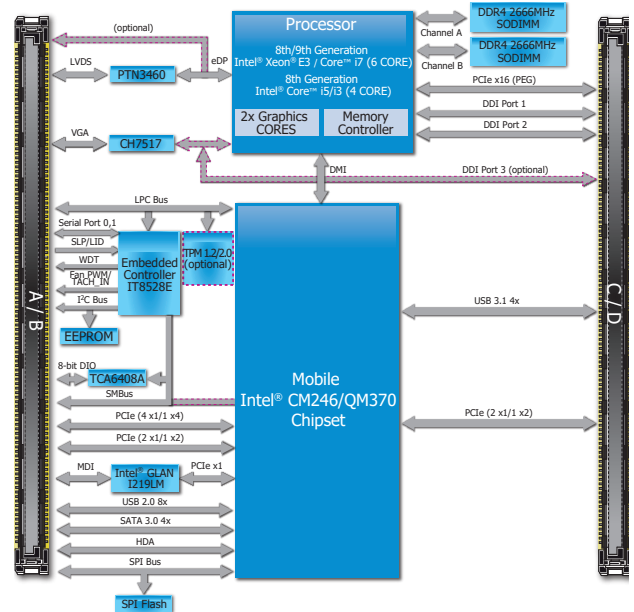 (optional)
LVDS
PTN3460
eDP
VGA
CH7517
Processor
8th/9th Generation
Intel® Xeon® E3 / Core™ i7 (6 CORE)
8th Generation
Intel® Core™ i5/i3 (4 CORE)
2x Graphics
CORES
Memory
Controller
Channel A
DDR4 2666MHz
SODIMM
Channel B
DDR4 2666MHz
SODIMM
PCIe x16 (PEG)
DDI Port 1
DDI Port 2
DMI
DDI Port 3 (optional)
LPC Bus
Serial Port 0,1
SLP/LID
WDT
Fan PWM/
TACH_IN
I²C Bus
Embedded
Controller
IT8528E
TPM 1.2/2.0
(optional)
EEPROM
8-bit DIO
TCA6408A
SMBus
PCIe (4 x1/1 x4)
PCIe (2 x1/1 x2)
MDI
Intel® GLAN
I219LM
PCIe x1
USB 2.0 8x
SATA 3.0 4x
HDA
SPI Bus
SPI Flash
Mobile
Intel® CM246/QM370
Chipset
USB 3.1 4x
PCIe (2 x1/1 x2)
A / B
C / D